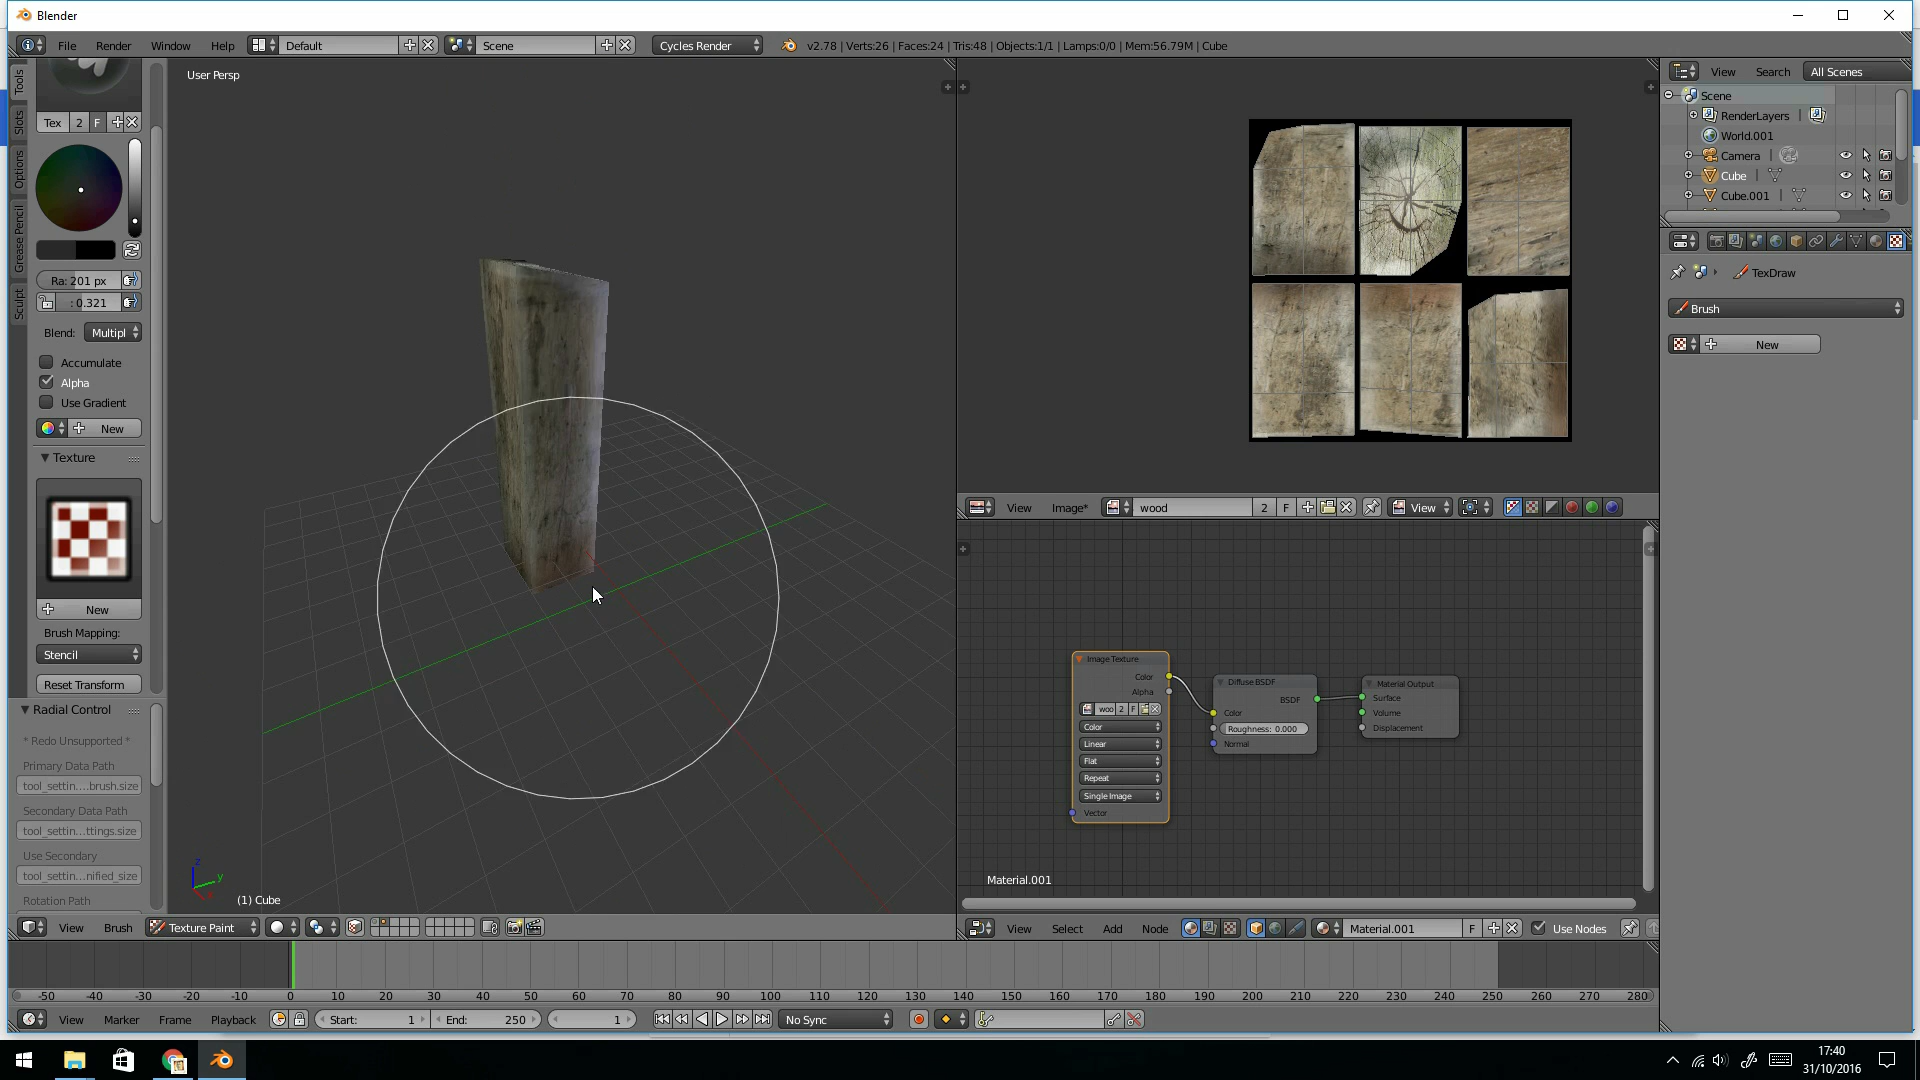 Blender
File Render Window Help Default Scene Cycles Render v2.78 | Verts:26 | Faces:24 | Tris:48 | Objects:1/1 | Lamps:0/0 | Mem:56.79M | Cube
Tools
Slots
Options
Grease Pencil
Sculpt
Tex 2 F
Ra: 201 px
: 0.321
Blend: Multipl
Accumulate
Alpha
Use Gradient
New
Texture
New
Brush Mapping:
Stencil
Reset Transform
Radial Control
* Redo Unsupported *
Primary Data Path
tool_settin....brush.size
Secondary Data Path
tool_settin...ttings.size
Use Secondary
tool_settin...nified_size
Rotation Path
User Persp
z
y
(1) Cube
View Brush Texture Paint
View Image* wood 2 F View
Image Texture
Color
Alpha
woo 2 F
Color
Linear
Flat
Repeat
Single Image
Vector
Diffuse BSDF
BSDF
Color
Roughness: 0.000
Normal
Material Output
Surface
Volume
Displacement
Material.001
View Select Add Node Material.001 F Use Nodes
View Search All Scenes
Scene
RenderLayers |
World.001
Camera |
Cube |
Cube.001 |
TexDraw
Brush
New
-50 -40 -30 -20 -10 0 10 20 30 40 50 60 70 80 90 100 110 120 130 140 150 160 170 180 190 200 210 220 230 240 250 260 270 280
View Marker Frame Playback Start: 1 End: 250 1 No Sync
17:40
31/10/2016